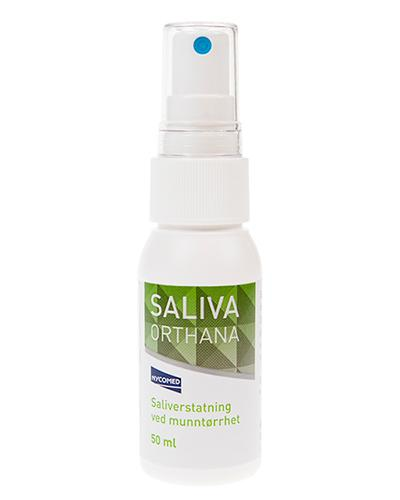 SALIVA
ORTHANA
NYCOMED
Saliverstatning
ved munntørrhet
50 ml